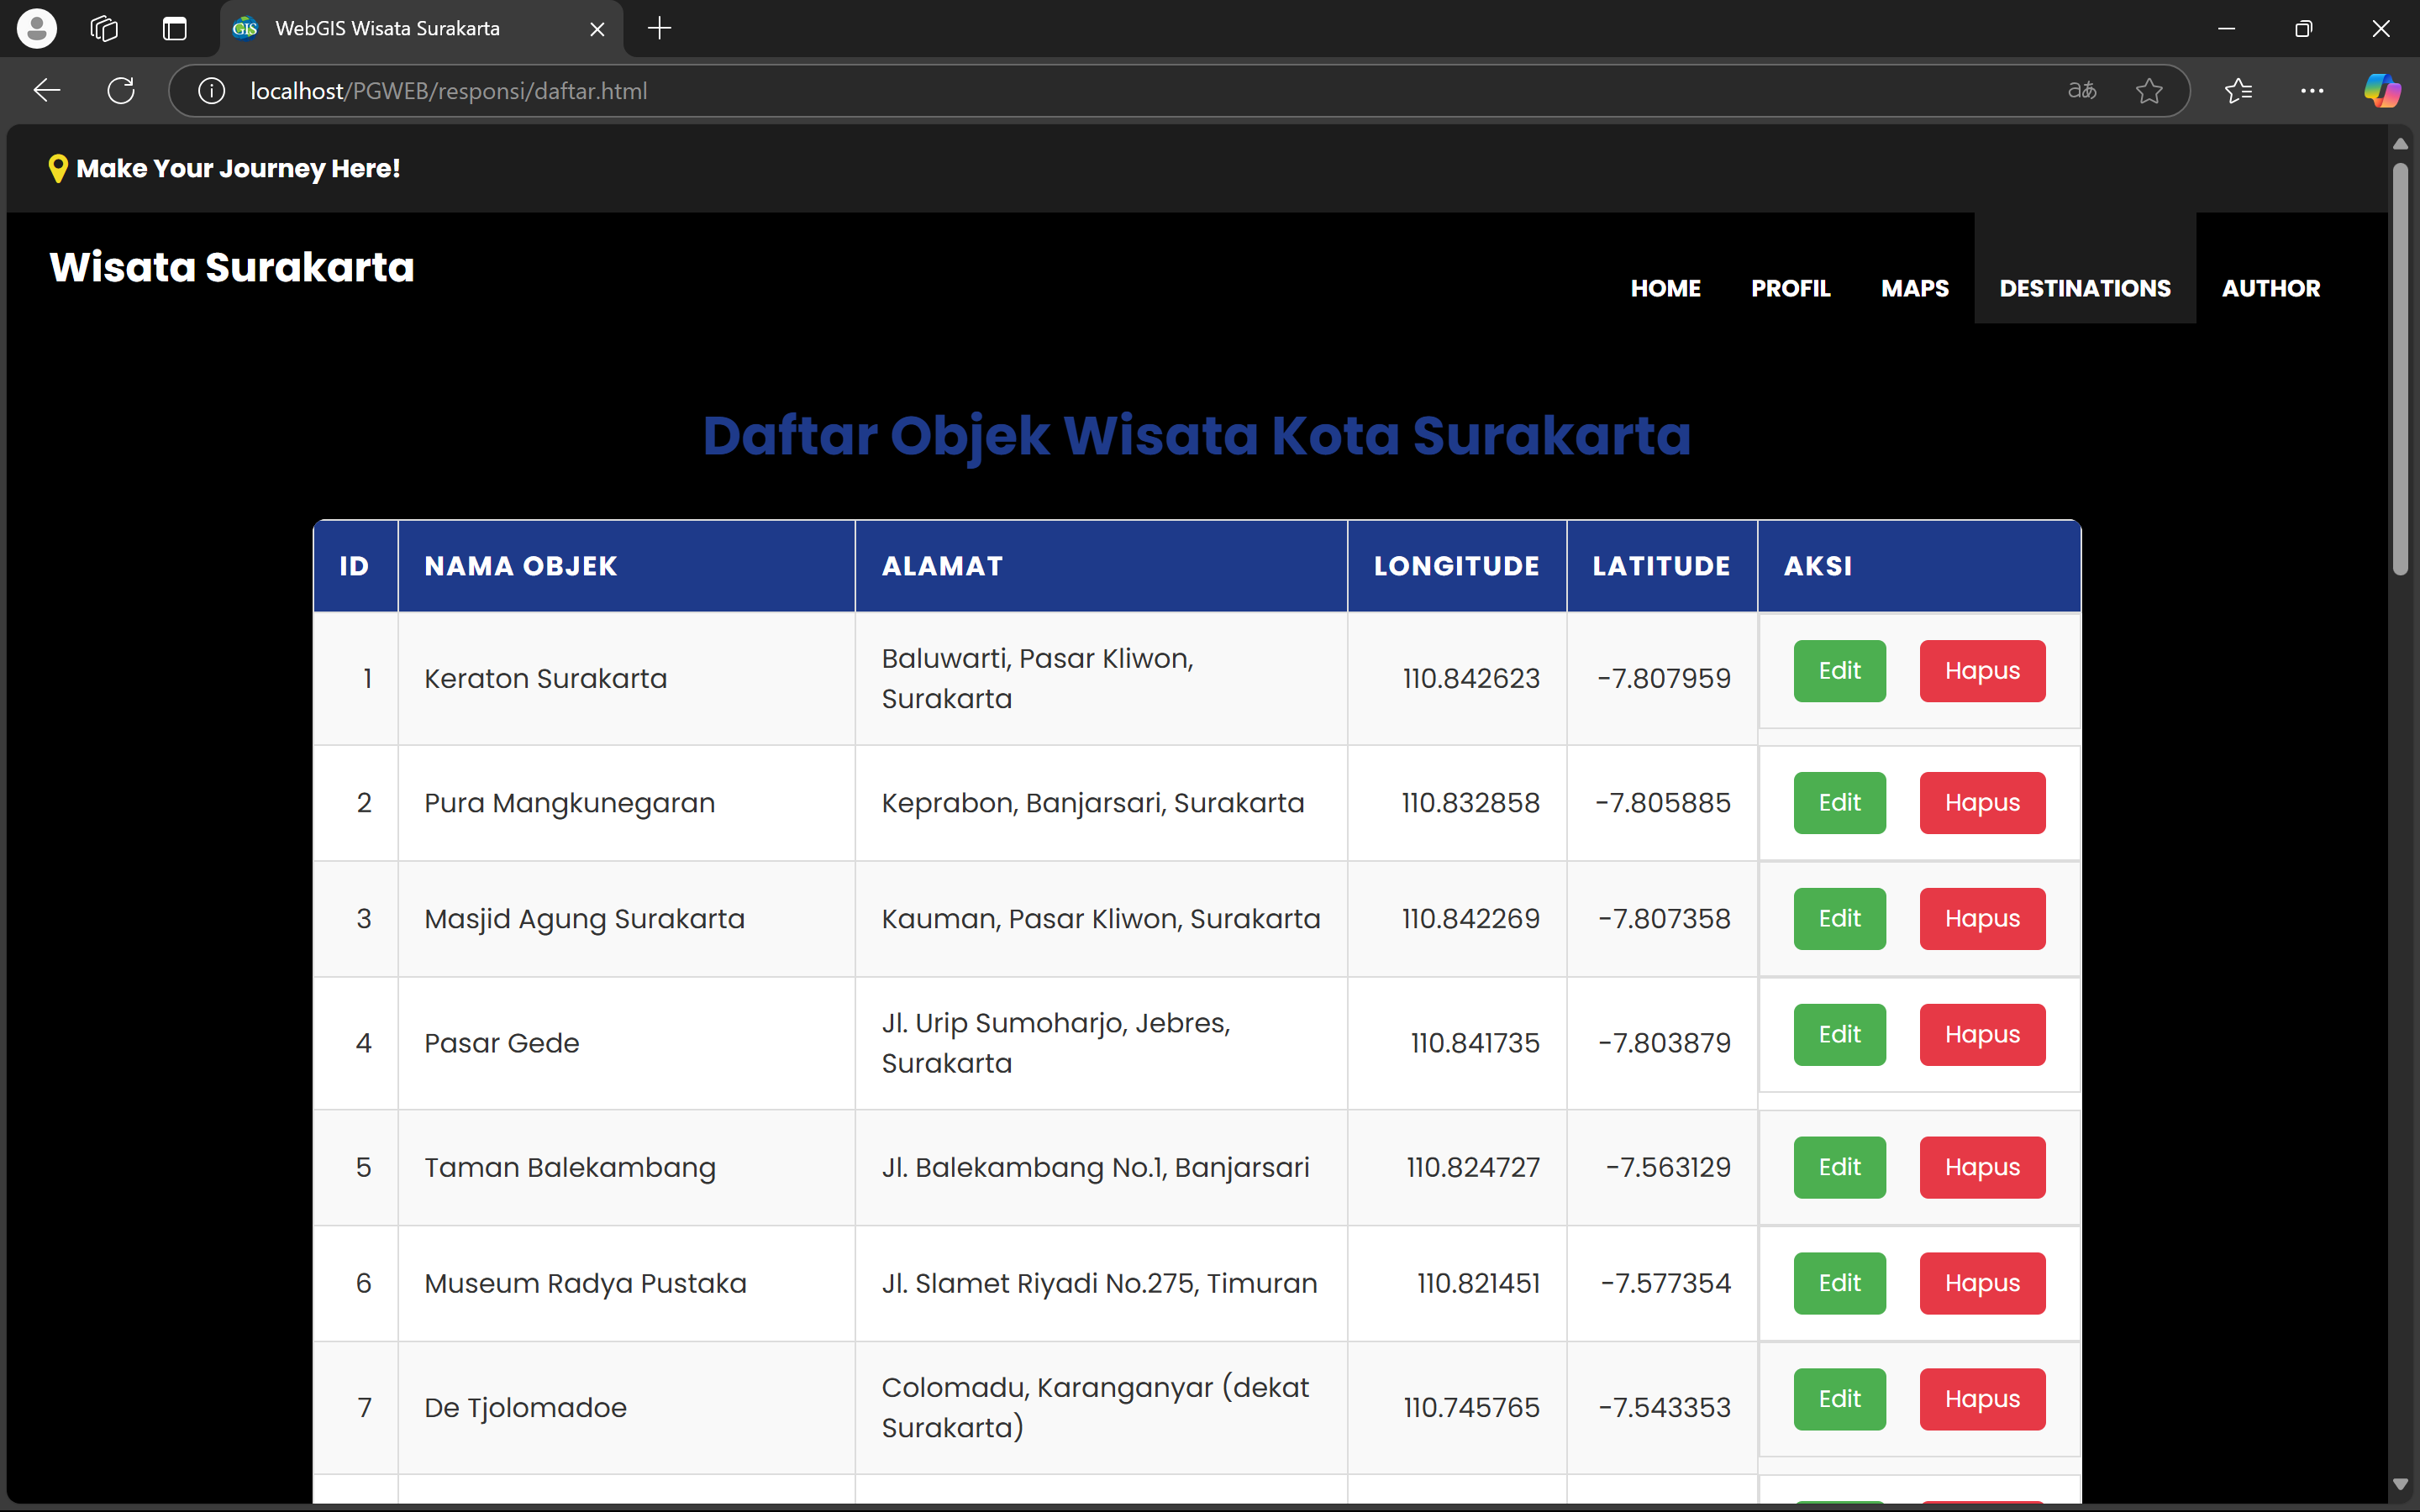 WebGIS Wisata Surakarta
localhost/PGWEB/responsi/daftar.html
Make Your Journey Here!
Wisata Surakarta
HOME PROFIL MAPS DESTINATIONS AUTHOR
Daftar Objek Wisata Kota Surakarta
ID NAMA OBJEK ALAMAT LONGITUDE LATITUDE AKSI
1 Keraton Surakarta Baluwarti, Pasar Kliwon, 110.842623 -7.807959 Edit Hapus
Surakarta
2 Pura Mangkunegaran Keprabon, Banjarsari, Surakarta 110.832858 -7.805885 Edit Hapus
3 Masjid Agung Surakarta Kauman, Pasar Kliwon, Surakarta 110.842269 -7.807358 Edit Hapus
4 Pasar Gede Jl. Urip Sumoharjo, Jebres, 110.841735 -7.803879 Edit Hapus
Surakarta
5 Taman Balekambang Jl. Balekambang No.1, Banjarsari 110.824727 -7.563129 Edit Hapus
6 Museum Radya Pustaka Jl. Slamet Riyadi No.275, Timuran 110.821451 -7.577354 Edit Hapus
7 De Tjolomadoe Colomadu, Karanganyar (dekat 110.745765 -7.543353 Edit Hapus
Surakarta)